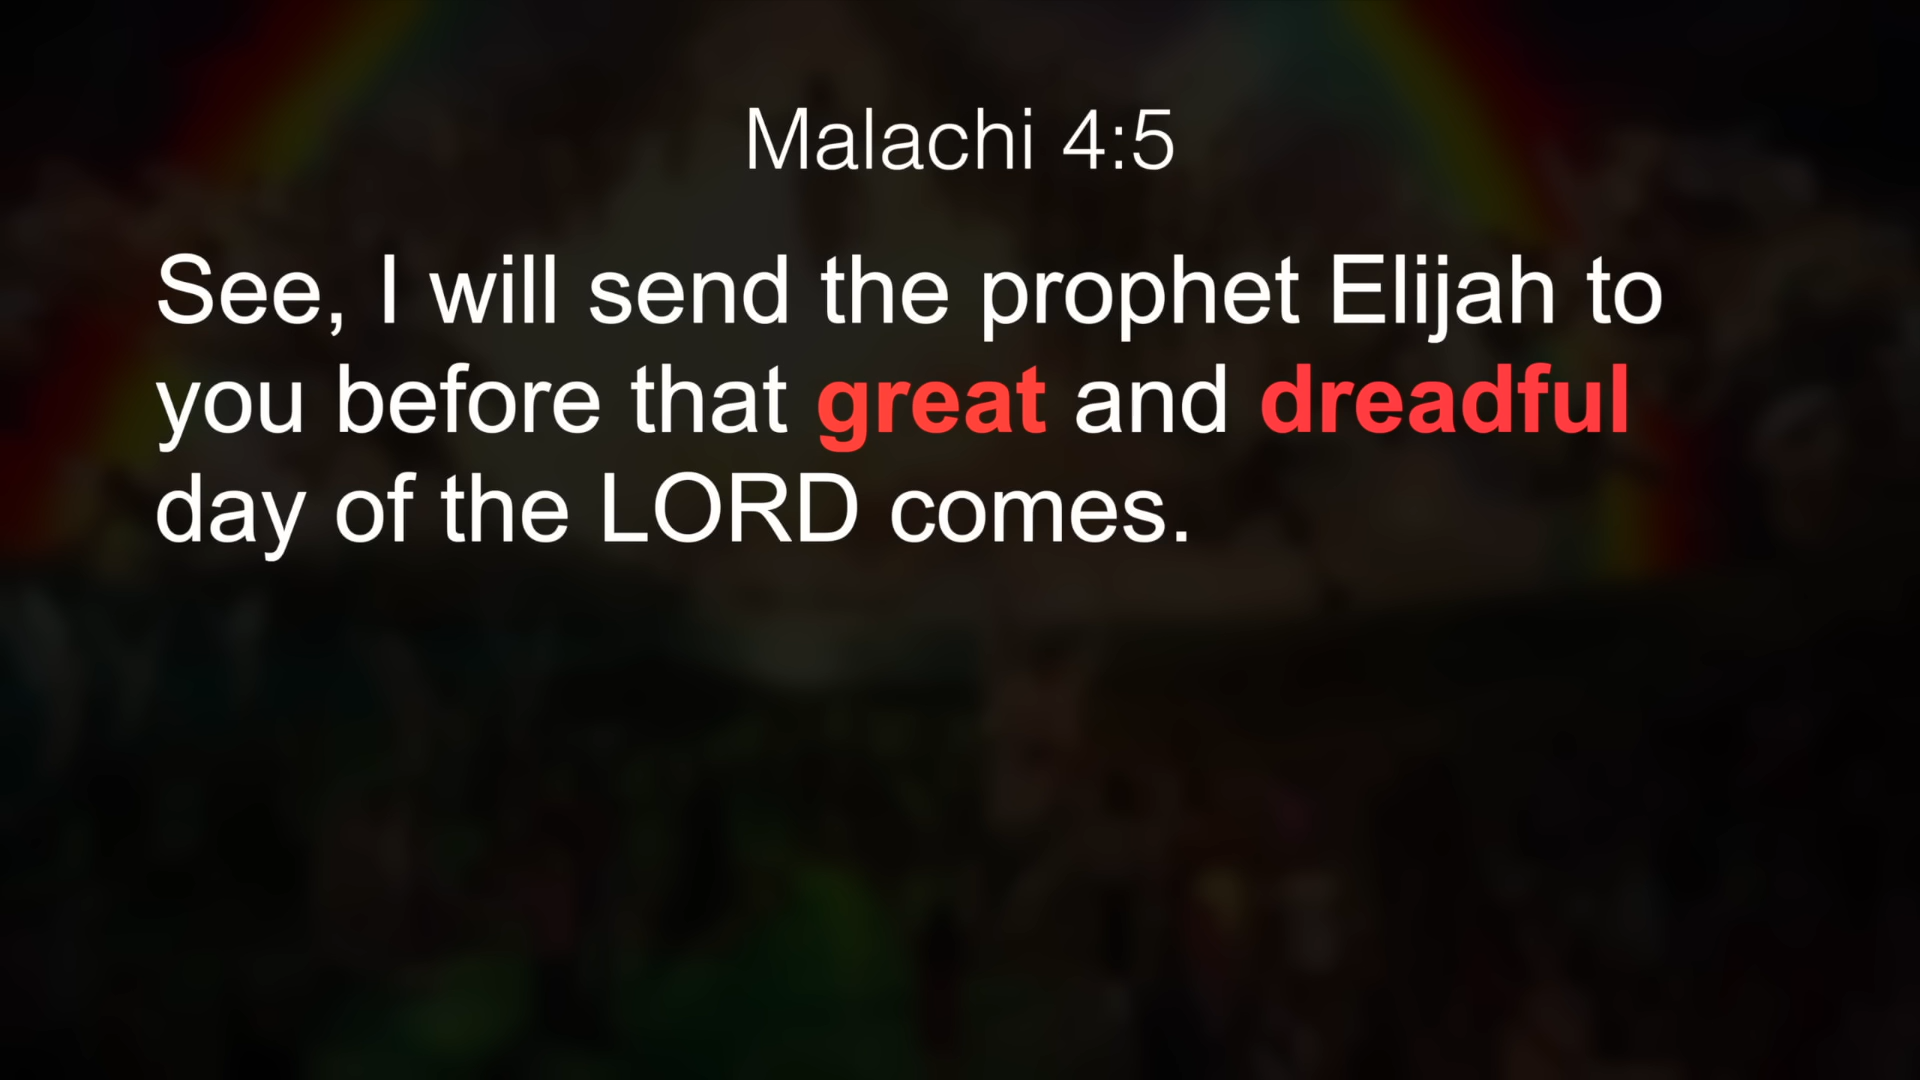 Malachi 4:5
See, I will send the prophet Elijah to
you before that great and dreadful
day of the LORD comes.